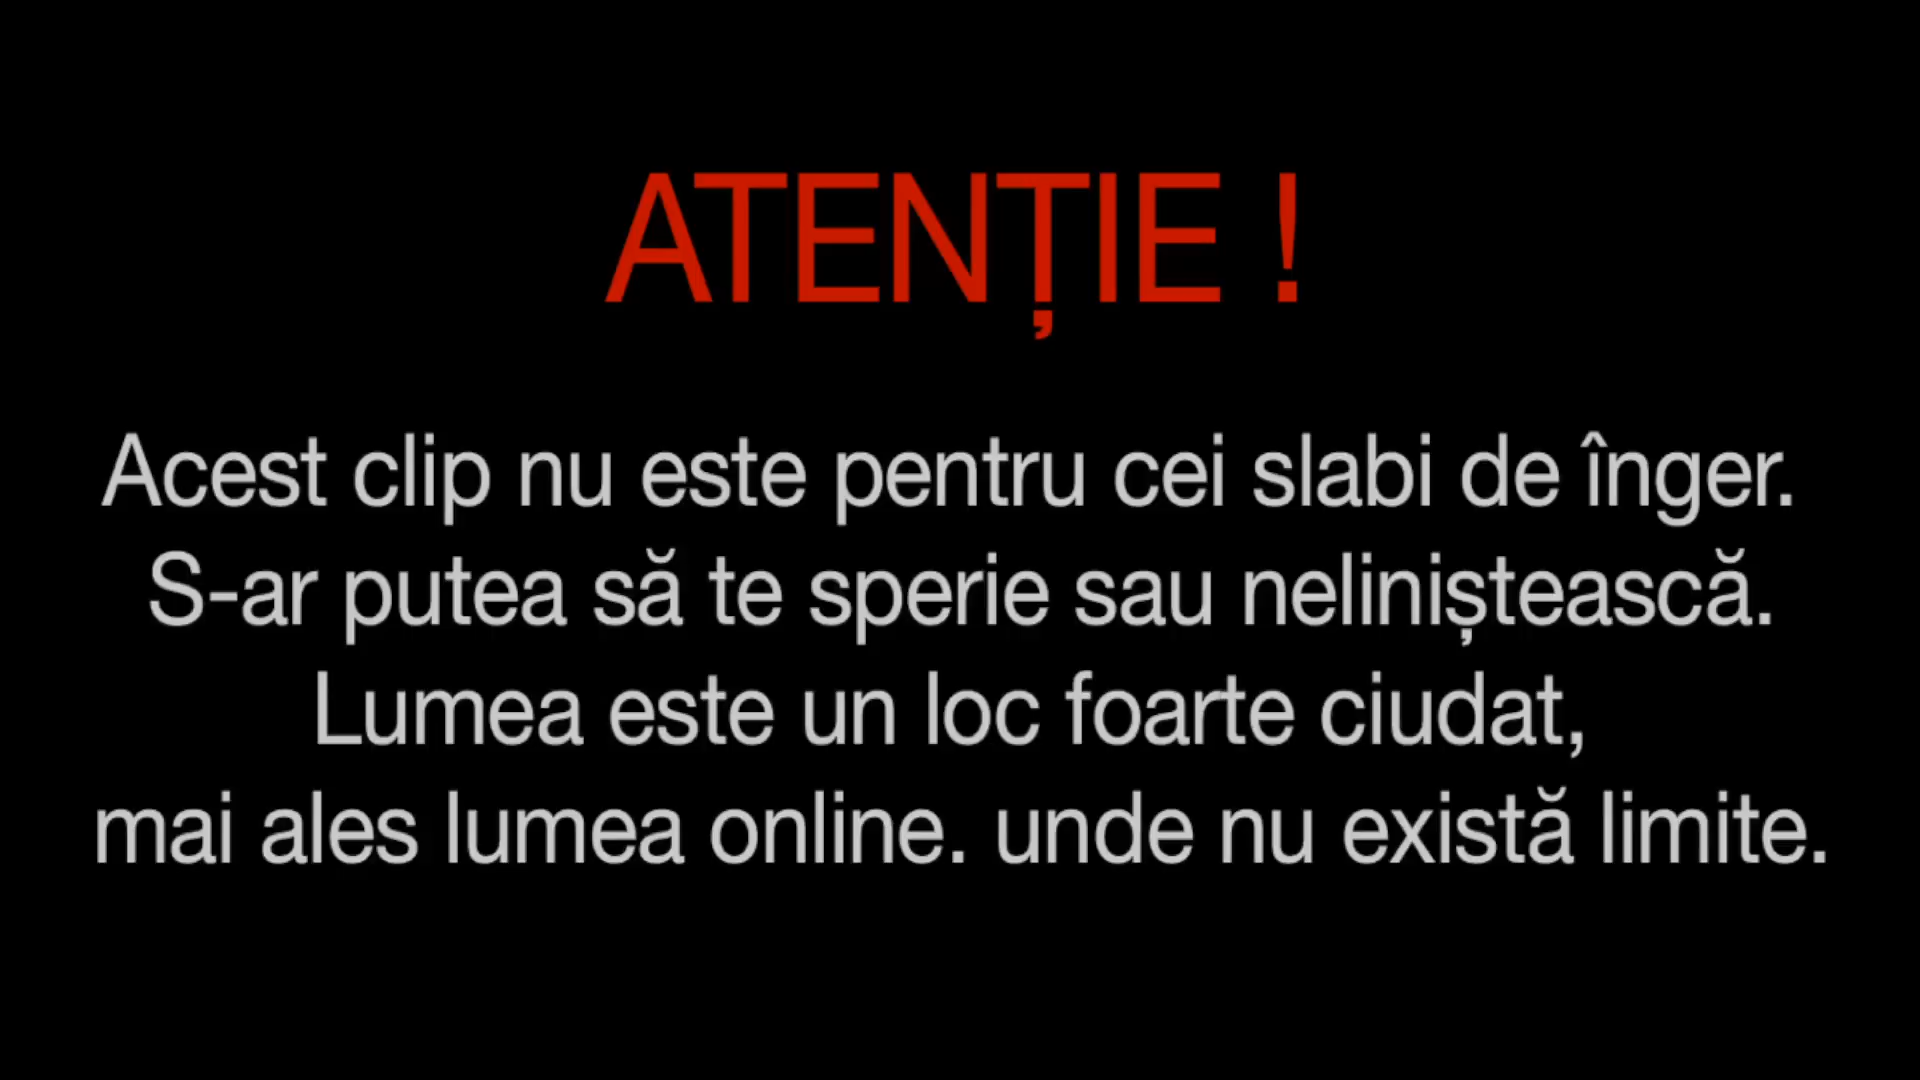 ATENȚIE !
Acest clip nu este pentru cei slabi de înger.
S-ar putea să te sperie sau neliniștească.
Lumea este un loc foarte ciudat,
mai ales lumea online. unde nu există limite.